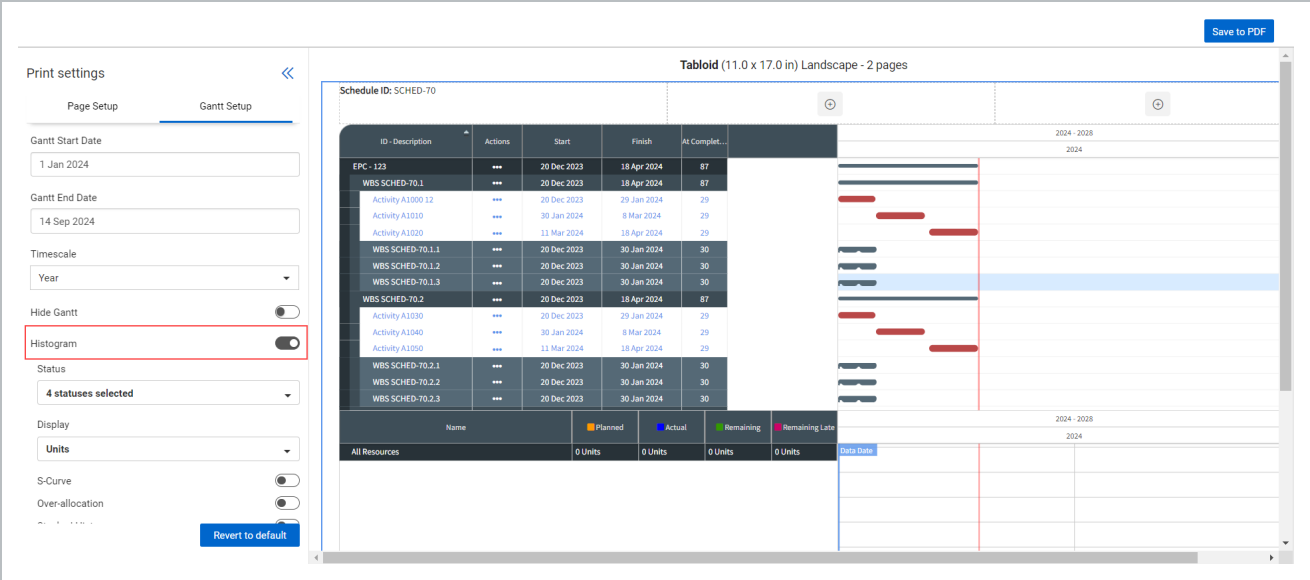 Save to PDF
Print settings
Page Setup Gantt Setup
Gantt Start Date
1 Jan 2024
Gantt End Date
14 Sep 2024
Timescale
Year
Hide Gantt
Histogram
Status
4 statuses selected
Display
Units
S-Curve
Over-allocation
Revert to default
Tabloid (11.0 x 17.0 in) Landscape - 2 pages
Schedule ID: SCHED-70
ID - Description Actions Start Finish At Complet...
2024 - 2028
2024
EPC - 123 ••• 20 Dec 2023 18 Apr 2024 87
WBS SCHED-70.1 ••• 20 Dec 2023 18 Apr 2024 87
Activity A1000 12 ••• 20 Dec 2023 29 Jan 2024 29
Activity A1010 ••• 30 Jan 2024 8 Mar 2024 29
Activity A1020 ••• 11 Mar 2024 18 Apr 2024 29
WBS SCHED-70.1.1 ••• 20 Dec 2023 30 Jan 2024 30
WBS SCHED-70.1.2 ••• 20 Dec 2023 30 Jan 2024 30
WBS SCHED-70.1.3 ••• 20 Dec 2023 30 Jan 2024 30
WBS SCHED-70.2 ••• 20 Dec 2023 18 Apr 2024 87
Activity A1030 ••• 20 Dec 2023 29 Jan 2024 29
Activity A1040 ••• 30 Jan 2024 8 Mar 2024 29
Activity A1050 ••• 11 Mar 2024 18 Apr 2024 29
WBS SCHED-70.2.1 ••• 20 Dec 2023 30 Jan 2024 30
WBS SCHED-70.2.2 ••• 20 Dec 2023 30 Jan 2024 30
WBS SCHED-70.2.3 ••• 20 Dec 2023 30 Jan 2024 30
Name Planned Actual Remaining Remaining Late
2024 - 2028
2024
All Resources 0 Units 0 Units 0 Units 0 Units
Data Date